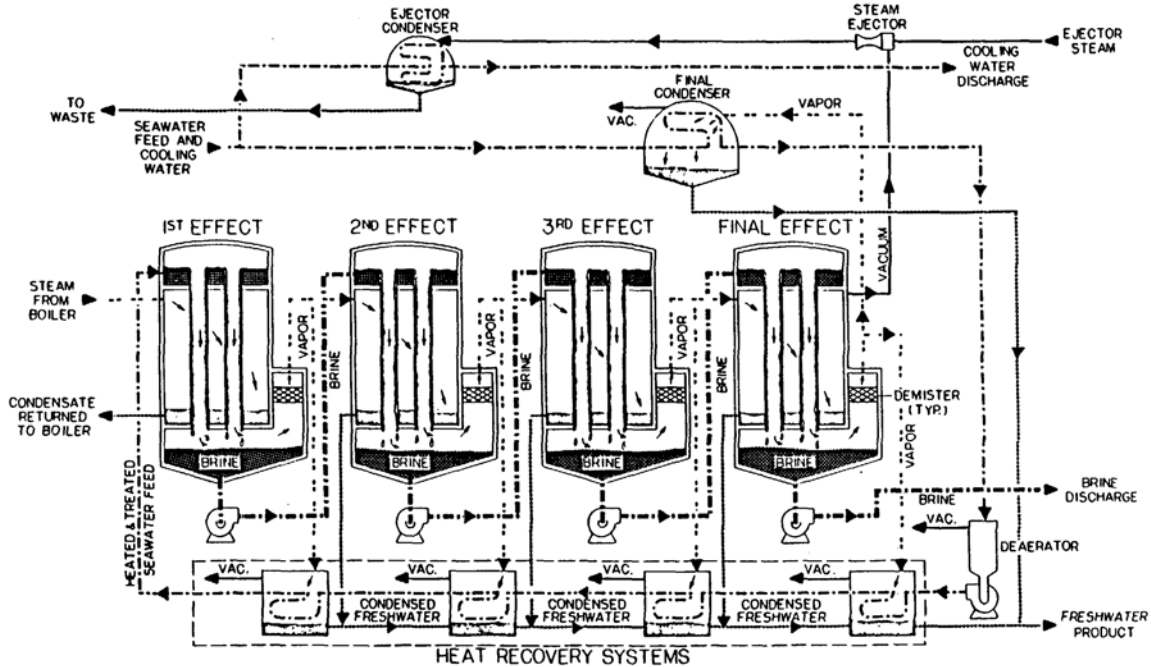 EJECTOR
CONDENSER
STEAM
EJECTOR
EJECTOR
STEAM
COOLING
WATER
DISCHARGE
FINAL
CONDENSER
TO
WASTE
VAC.
VAPOR
SEAWATER
FEED AND
COOLING
WATER
1ST EFFECT
2ND EFFECT
3RD EFFECT
FINAL EFFECT
VACUUM
STEAM
FROM
BOILER
VAPOR
BRINE
VAPOR
BRINE
VAPOR
BRINE
DEMISTER
(TYP.)
CONDENSATE
RETURNED
TO BOILER
VAPOR
BRINE
BRINE
BRINE
BRINE
BRINE
DISCHARGE
BRINE
VAC.
DEAERATOR
HEATED & TREATED
SEAWATER FEED
VAC.
VAC.
VAC.
VAC.
CONDENSED
FRESHWATER
CONDENSED
FRESHWATER
CONDENSED
FRESHWATER
FRESHWATER
PRODUCT
HEAT RECOVERY SYSTEMS